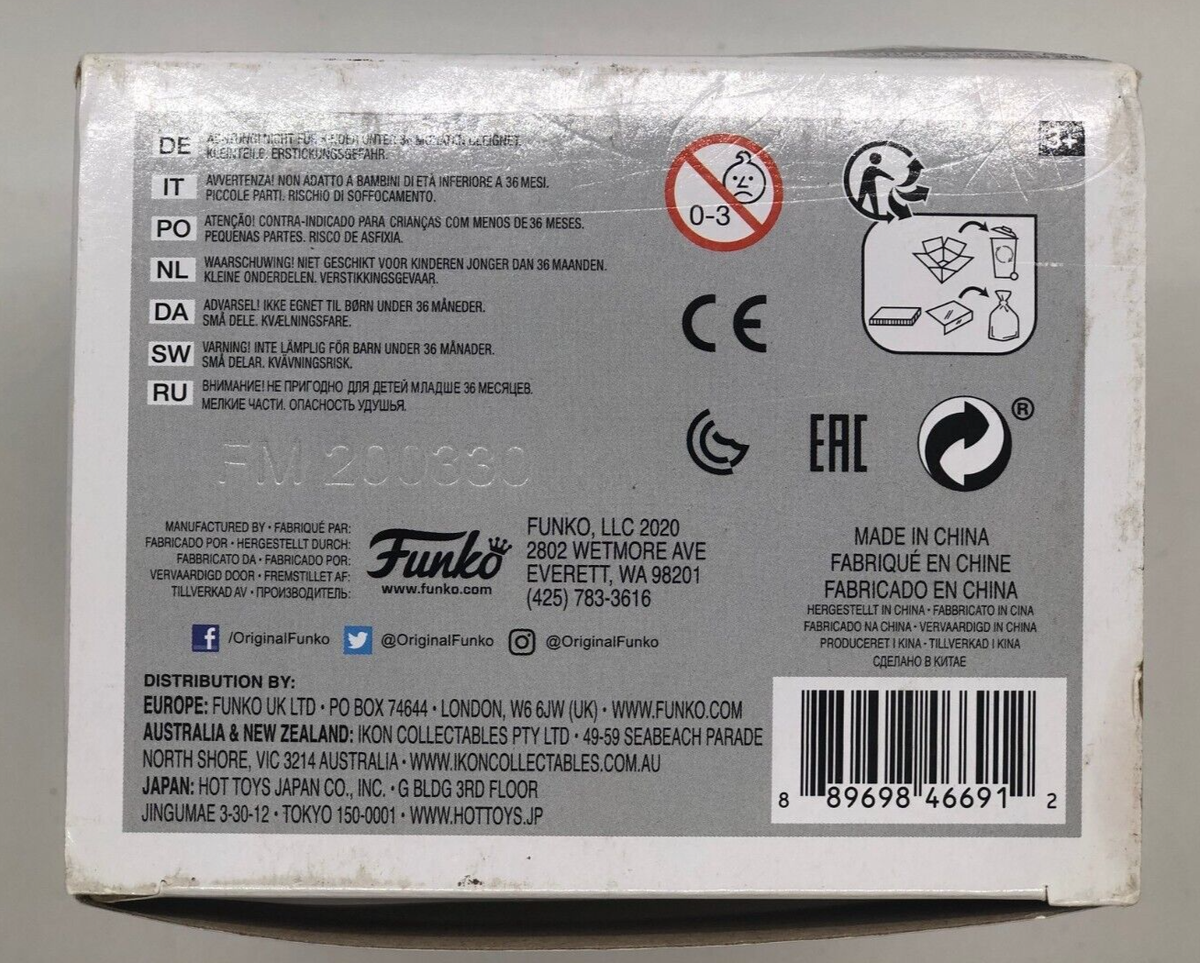 DE
KLEINTEILE. ERSTICKUNGSGEFAHR.
IT AVVERTENZA! NON ADATTO A BAMBINI DI ETÀ INFERIORE A 36 MESI.
PICCOLE PARTI. RISCHIO DI SOFFOCAMENTO.
PO ATENÇÃO! CONTRA-INDICADO PARA CRIANÇAS COM MENOS DE 36 MESES.
PEQUENAS PARTES. RISCO DE ASFIXIA.
NL WAARSCHUWING! NIET GESCHIKT VOOR KINDEREN JONGER DAN 36 MAANDEN.
KLEINE ONDERDELEN. VERSTIKKINGSGEVAAR.
DA ADVARSEL! IKKE EGNET TIL BØRN UNDER 36 MÅNEDER.
SMÅ DELE. KVÆLNINGSFARE.
SW VARNING! INTE LÄMPLIG FÖR BARN UNDER 36 MÅNADER.
SMÅ DELAR. KVÄVNINGSRISK.
RU ВНИМАНИЕ! НЕ ПРИГОДНО ДЛЯ ДЕТЕЙ МЛАДШЕ 36 МЕСЯЦЕВ.
МЕЛКИЕ ЧАСТИ. ОПАСНОСТЬ УДУШЬЯ.
0-3
3+
CE
EAC
®
FM 200330
MANUFACTURED BY • FABRIQUÉ PAR:
FABRICADO POR • HERGESTELLT DURCH:
FABBRICATO DA • FABRICADO POR:
VERVAARDIGD DOOR • FREMSTILLET AF:
TILLVERKAD AV • ПРОИЗВОДИТЕЛЬ:
Funko
www.funko.com
FUNKO, LLC 2020
2802 WETMORE AVE
EVERETT, WA 98201
(425) 783-3616
MADE IN CHINA
FABRIQUÉ EN CHINE
FABRICADO EN CHINA
HERGESTELLT IN CHINA • FABBRICATO IN CINA
FABRICADO NA CHINA • VERVAARDIGD IN CHINA
PRODUCERET I KINA • TILLVERKAD I KINA
СДЕЛАНО В КИТАЕ
f /OriginalFunko @OriginalFunko @OriginalFunko
DISTRIBUTION BY:
EUROPE: FUNKO UK LTD • PO BOX 74644 • LONDON, W6 6JW (UK) • WWW.FUNKO.COM
AUSTRALIA & NEW ZEALAND: IKON COLLECTABLES PTY LTD • 49-59 SEABEACH PARADE
NORTH SHORE, VIC 3214 AUSTRALIA • WWW.IKONCOLLECTABLES.COM.AU
JAPAN: HOT TOYS JAPAN CO., INC. • G BLDG 3RD FLOOR
JINGUMAE 3-30-12 • TOKYO 150-0001 • WWW.HOTTOYS.JP
8 89698 46691 2